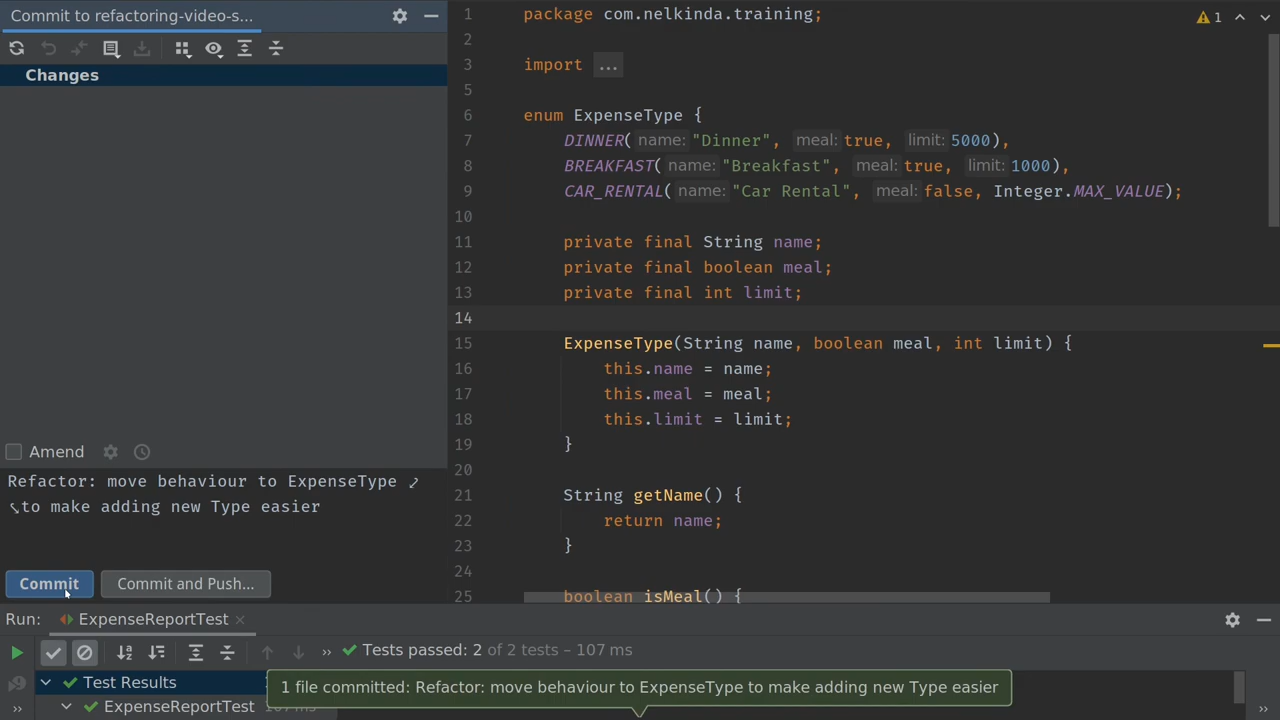 Commit to refactoring-video-s...
Changes
Amend
Refactor: move behaviour to ExpenseType
to make adding new Type easier
Commit
Commit and Push...
1
1 package com.nelkinda.training;
2
3 import ...
5
6 enum ExpenseType {
7 DINNER( name: "Dinner", meal: true, limit: 5000),
8 BREAKFAST( name: "Breakfast", meal: true, limit: 1000),
9 CAR_RENTAL( name: "Car Rental", meal: false, Integer.MAX_VALUE);
10
11 private final String name;
12 private final boolean meal;
13 private final int limit;
14
15 ExpenseType(String name, boolean meal, int limit) {
16 this.name = name;
17 this.meal = meal;
18 this.limit = limit;
19 }
20
21 String getName() {
22 return name;
23 }
24
25 boolean isMeal() {
Run: ExpenseReportTest
Tests passed: 2 of 2 tests – 107 ms
Test Results
ExpenseReportTest
1 file committed: Refactor: move behaviour to ExpenseType to make adding new Type easier